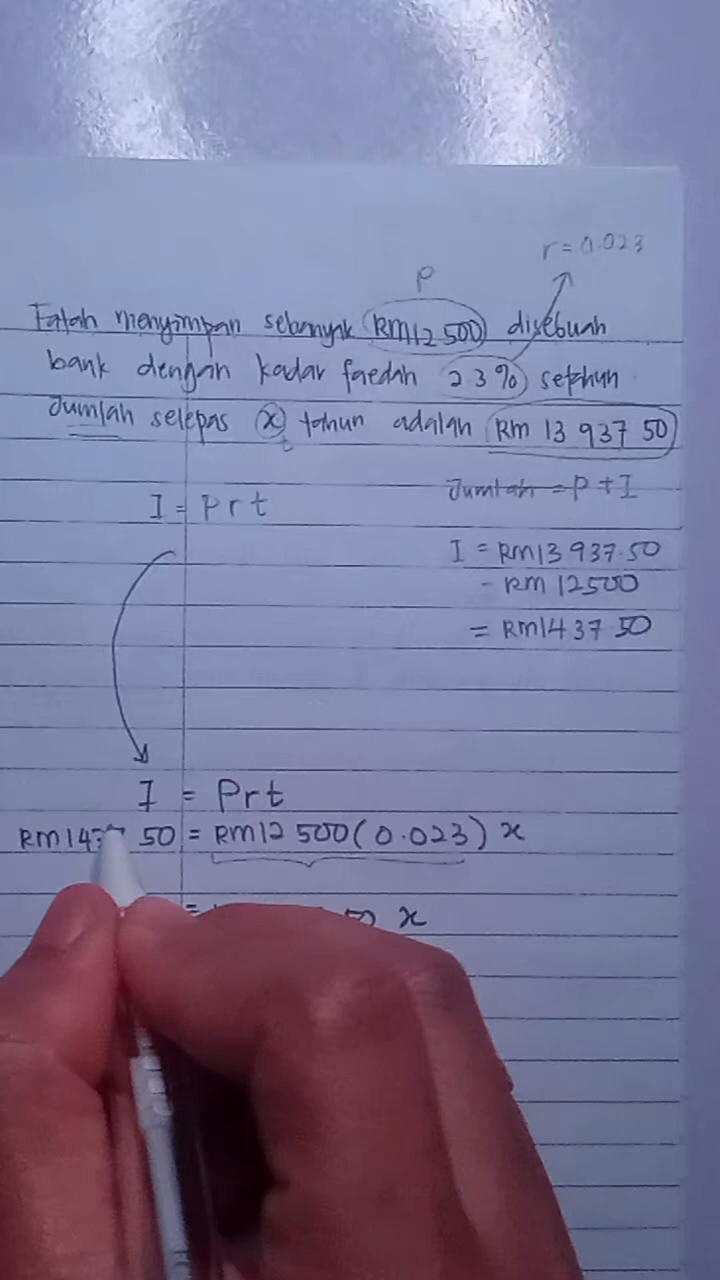 r = 0.023
P
Fatah menyimpan sebanyak RM12 500 disebuah
bank dengan kadar faedah 2.3% setahun.
Jumlah selepas x tahun adalah RM 13 937.50
t
I = Prt
Jumlah = P + I
I = RM13 937.50
- RM 12500
= RM1437.50
I = Prt
RM1437.50 = RM12 500(0.023) x
= 50 x